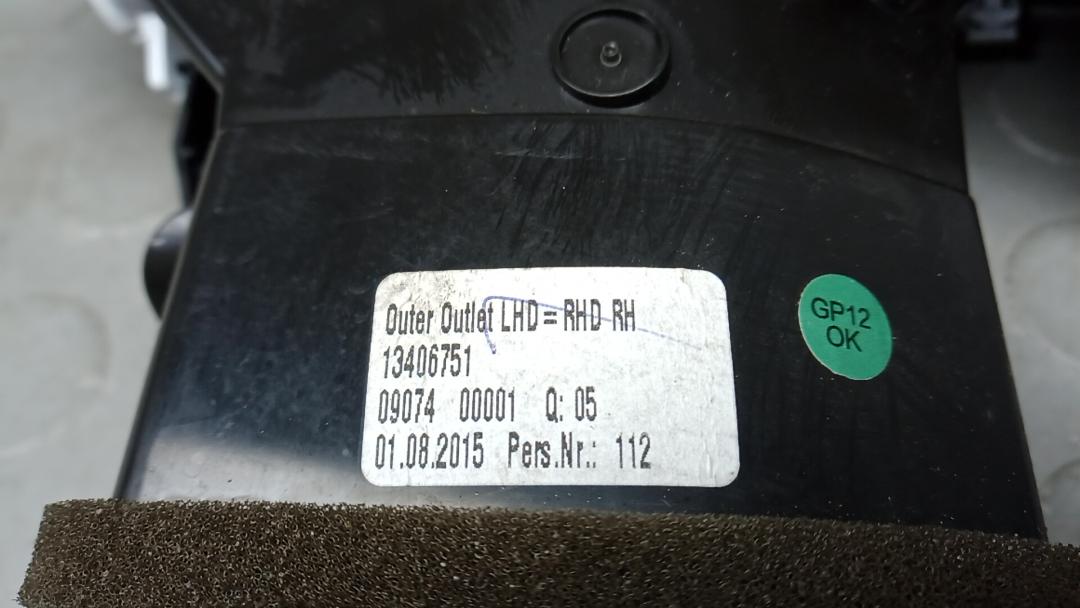 Outer Outlet LHD = RHD RH
13406751
09074 00001 Q: 05
01.08.2015 Pers.Nr.: 112
GP12
OK